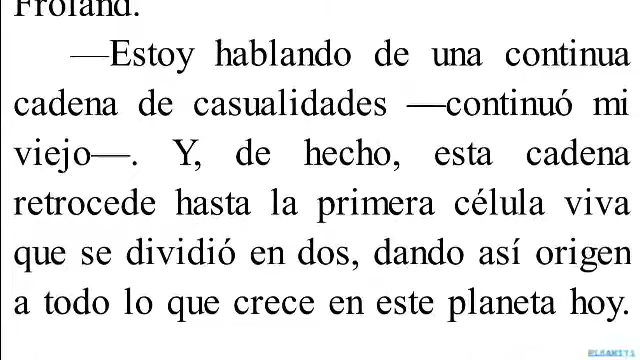 Froland.
—Estoy hablando de una continua
cadena de casualidades —continuó mi
viejo—. Y, de hecho, esta cadena
retrocede hasta la primera célula viva
que se dividió en dos, dando así origen
a todo lo que crece en este planeta hoy.